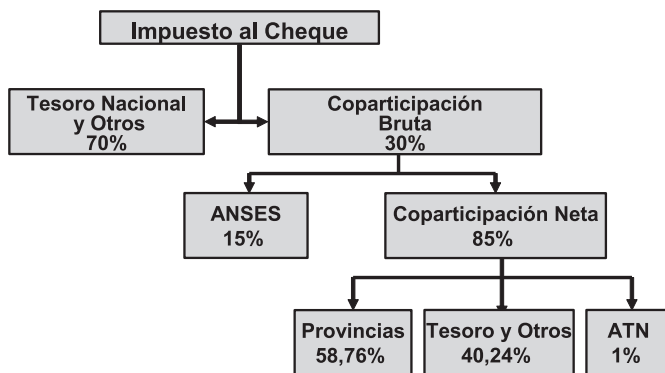 Impuesto al Cheque
Tesoro Nacional
y Otros
70%
Coparticipación
Bruta
30%
ANSES
15%
Coparticipación Neta
85%
Provincias
58,76%
Tesoro y Otros
40,24%
ATN
1%